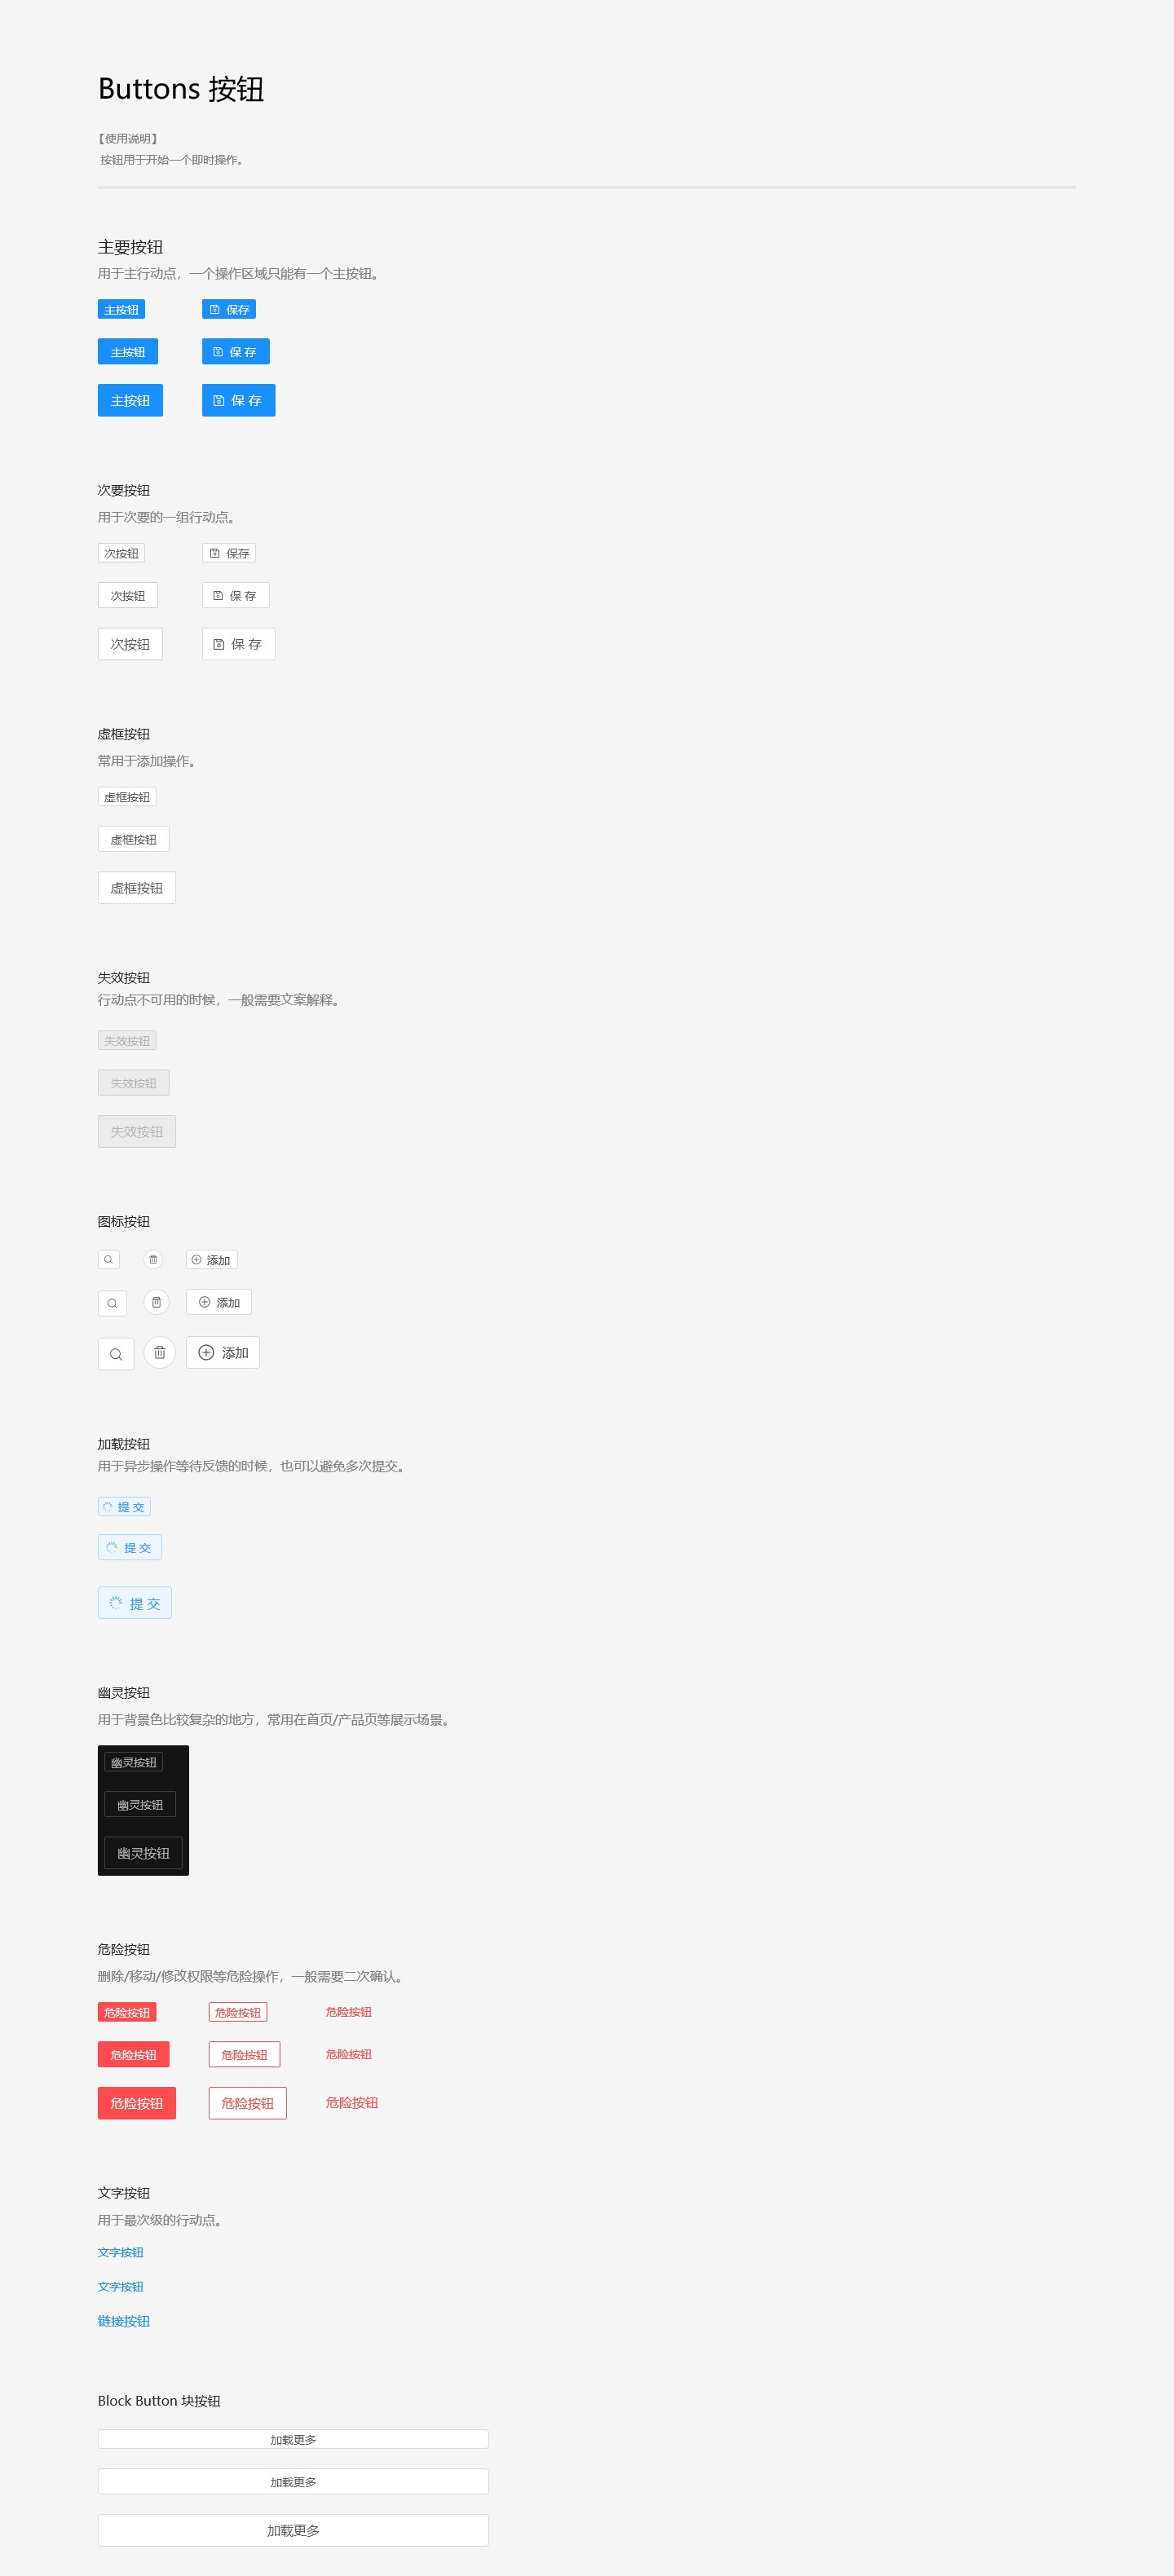 Buttons 按钮
【使用说明】
按钮用于开始一个即时操作。
主要按钮
用于主行动点，一个操作区域只能有一个主按钮。
主按钮 保存
主按钮 保 存
主按钮 保 存
次要按钮
用于次要的一组行动点。
次按钮 保存
次按钮 保 存
次按钮 保 存
虚框按钮
常用于添加操作。
虚框按钮
虚框按钮
虚框按钮
失效按钮
行动点不可用的时候，一般需要文案解释。
失效按钮
失效按钮
失效按钮
图标按钮
添加
添加
添加
加载按钮
用于异步操作等待反馈的时候，也可以避免多次提交。
提 交
提 交
提 交
幽灵按钮
用于背景色比较复杂的地方，常用在首页/产品页等展示场景。
幽灵按钮
幽灵按钮
幽灵按钮
危险按钮
删除/移动/修改权限等危险操作，一般需要二次确认。
危险按钮 危险按钮 危险按钮
危险按钮 危险按钮 危险按钮
危险按钮 危险按钮 危险按钮
文字按钮
用于最次级的行动点。
文字按钮
文字按钮
链接按钮
Block Button 块按钮
加载更多
加载更多
加载更多